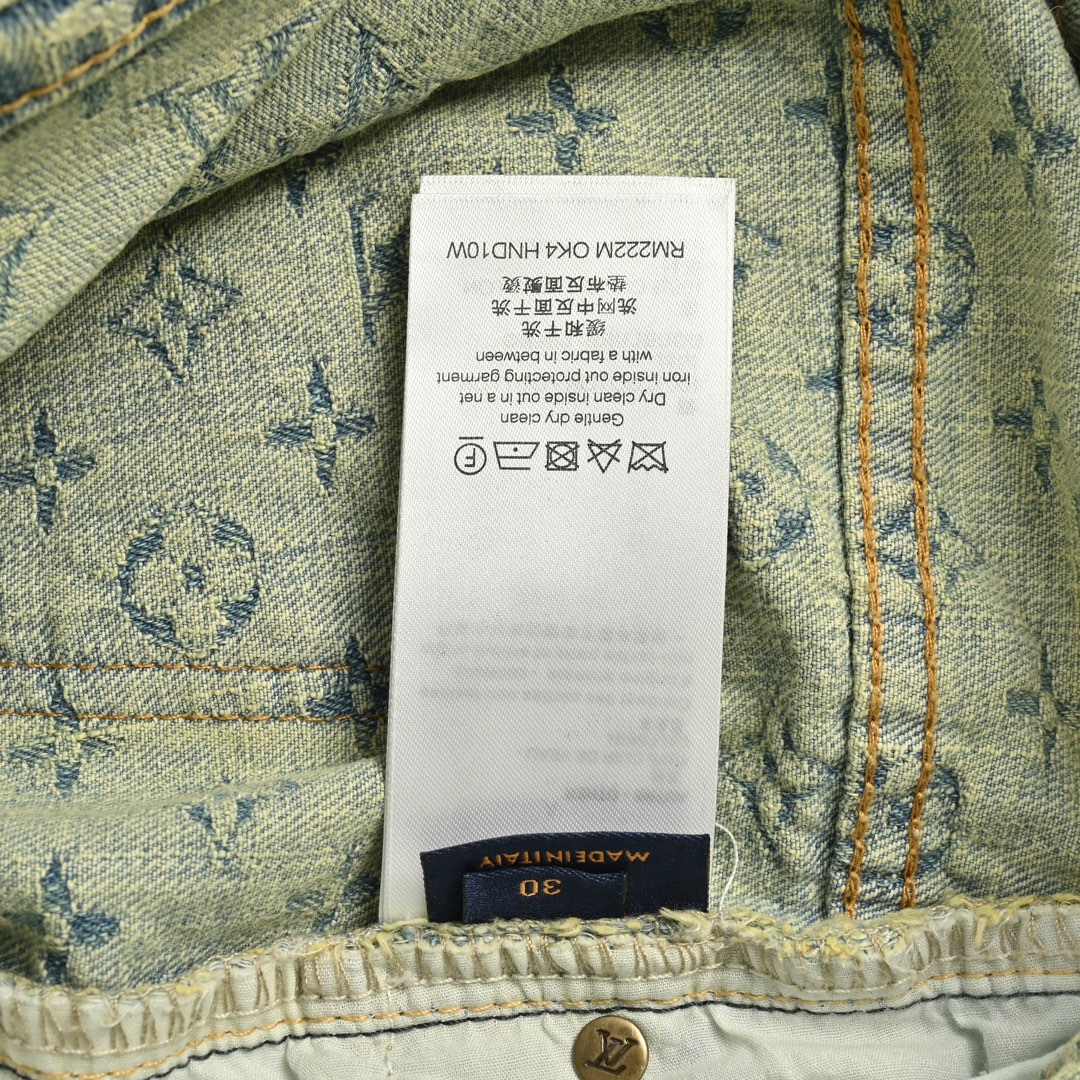 LV
30
MADE IN ITALY
F
Gentle dry clean
Dry clean inside out in a net
iron inside out protecting garment
with a fabric in between
缓和干洗
洗网中反面干洗
垫布反面熨烫
RM222M OK4 HND10W